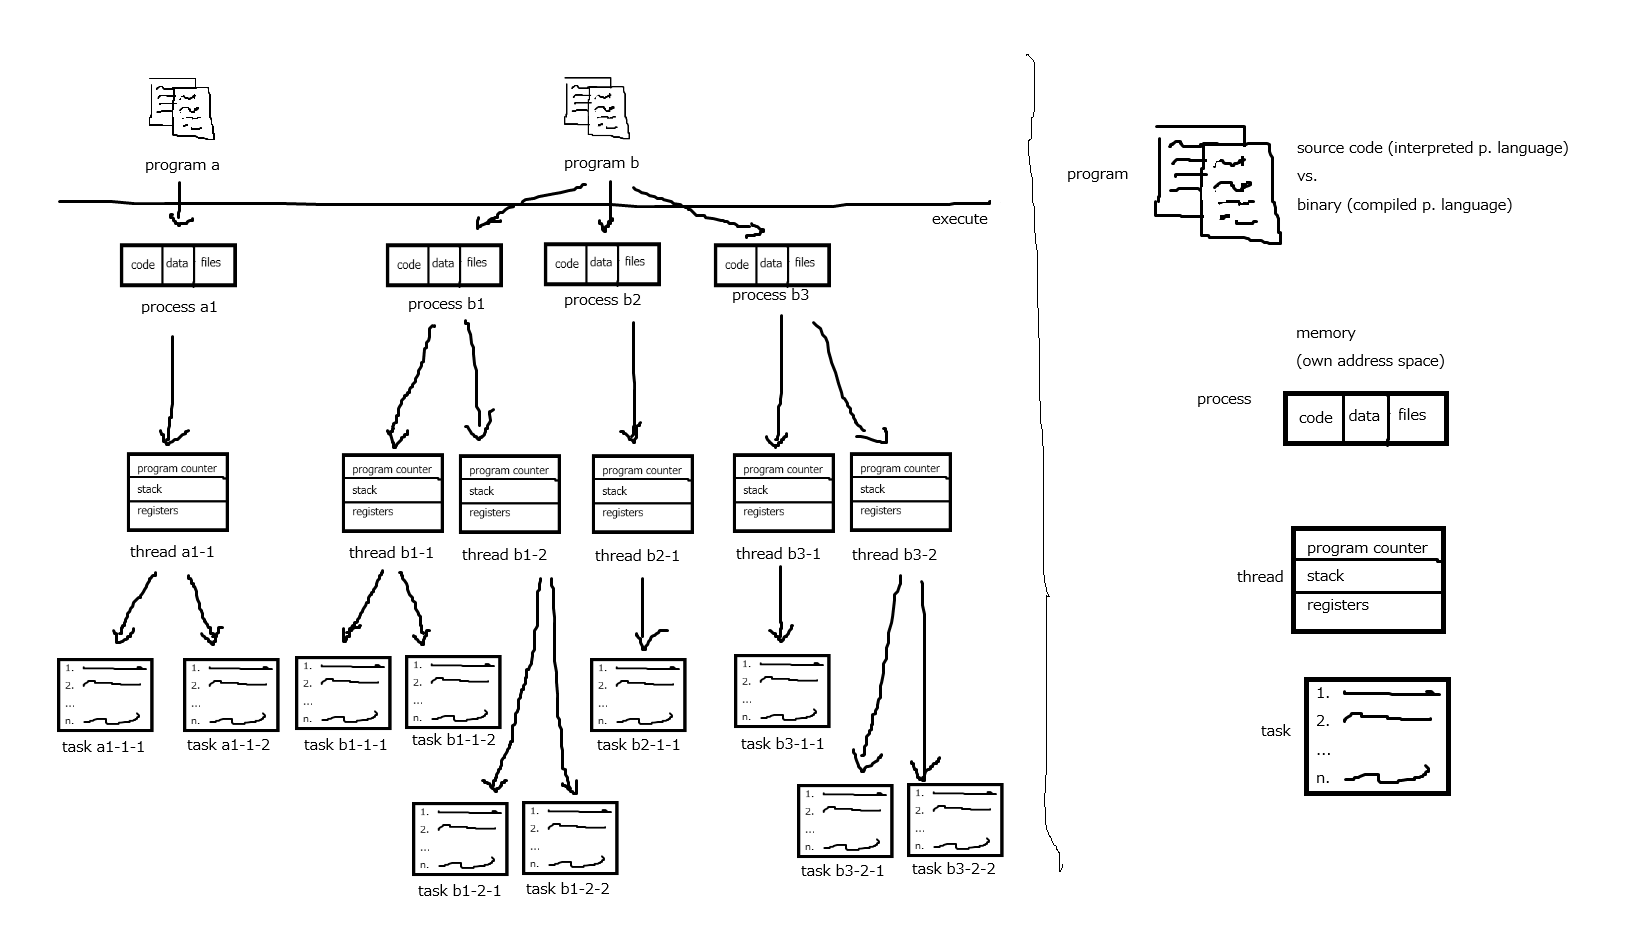 program a
program b
execute
code data files
process a1
code data files
process b1
code data files
process b2
code data files
process b3
program counter
stack
registers
thread a1-1
program counter
stack
registers
thread b1-1
program counter
stack
registers
thread b1-2
program counter
stack
registers
thread b2-1
program counter
stack
registers
thread b3-1
program counter
stack
registers
thread b3-2
1.
2.
...
n.
task a1-1-1
1.
2.
...
n.
task a1-1-2
1.
2.
...
n.
task b1-1-1
1.
2.
...
n.
task b1-1-2
1.
2.
...
n.
task b2-1-1
1.
2.
...
n.
task b3-1-1
1.
2.
...
n.
task b1-2-1
1.
2.
...
n.
task b1-2-2
1.
2.
...
n.
task b3-2-1
1.
2.
...
n.
task b3-2-2
program
source code (interpreted p. language)
vs.
binary (compiled p. language)
memory
(own address space)
process
code data files
thread
program counter
stack
registers
task
1.
2.
...
n.